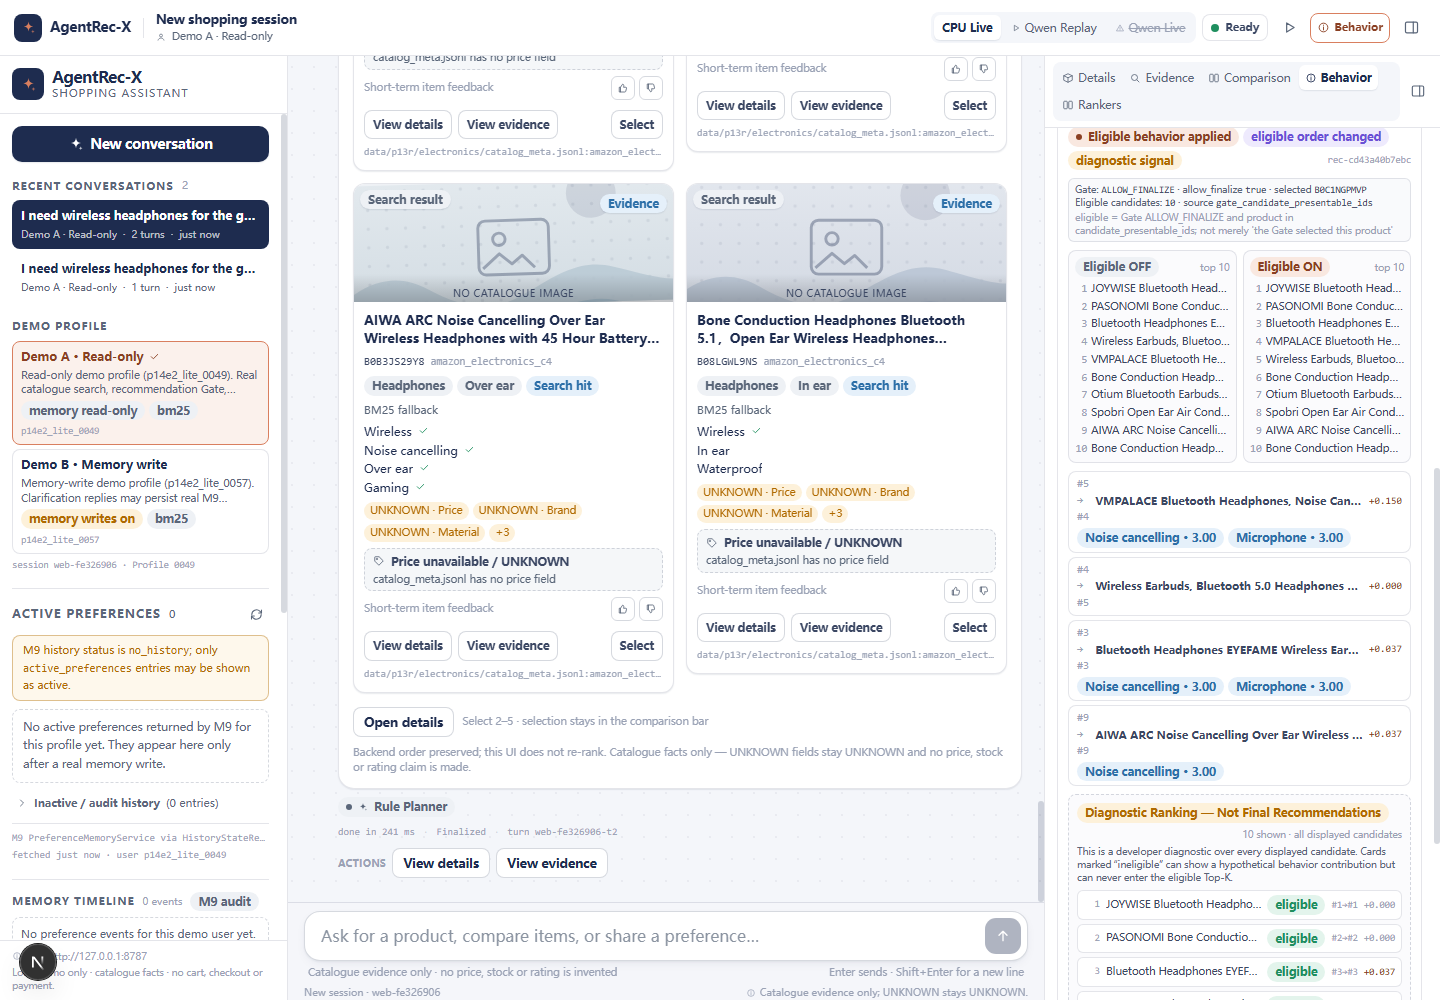 AgentRec-X
New shopping session
Demo A · Read-only
CPU Live
Qwen Replay
Qwen Live
Ready
Behavior
AgentRec-X
SHOPPING ASSISTANT
New conversation
RECENT CONVERSATIONS 2
I need wireless headphones for the g...
Demo A · Read-only · 2 turns · just now
I need wireless headphones for the g...
Demo A · Read-only · 1 turn · just now
DEMO PROFILE
Demo A • Read-only
Read-only demo profile (p14e2_lite_0049). Real
catalogue search, recommendation Gate,...
memory read-only bm25
p14e2_lite_0049
Demo B • Memory write
Memory-write demo profile (p14e2_lite_0057).
Clarification replies may persist real M9...
memory writes on bm25
p14e2_lite_0057
session web-fe326906 · Profile 0049
ACTIVE PREFERENCES 0
M9 history status is no_history; only
active_preferences entries may be shown
as active.
No active preferences returned by M9 for
this profile yet. They appear here only
after a real memory write.
Inactive / audit history (0 entries)
M9 PreferenceMemoryService via HistoryStateRe...
fetched just now · user p14e2_lite_0049
MEMORY TIMELINE 0 events M9 audit
No preference events for this demo user yet.
N
ttp://127.0.0.1:8787
mo only · catalogue facts · no cart, checkout or
payment.
catalog_meta.jsonl has no price field
Short-term item feedback
View details View evidence Select
data/p13r/electronics/catalog_meta.jsonl:amazon_elect...
Short-term item feedback
View details View evidence Select
data/p13r/electronics/catalog_meta.jsonl:amazon_elect...
Search result
Evidence
NO CATALOGUE IMAGE
AIWA ARC Noise Cancelling Over Ear
Wireless Headphones with 45 Hour Battery...
B0B3JS29Y8 amazon_electronics_c4
Headphones Over ear Search hit
BM25 fallback
Wireless
Noise cancelling
Over ear
Gaming
UNKNOWN · Price UNKNOWN · Brand
UNKNOWN · Material +3
Price unavailable / UNKNOWN
catalog_meta.jsonl has no price field
Short-term item feedback
View details View evidence Select
data/p13r/electronics/catalog_meta.jsonl:amazon_elect...
Search result
Evidence
NO CATALOGUE IMAGE
Bone Conduction Headphones Bluetooth
5.1，Open Ear Wireless Headphones...
B08LGWL9NS amazon_electronics_c4
Headphones In ear Search hit
BM25 fallback
Wireless
In ear
Waterproof
UNKNOWN · Price UNKNOWN · Brand
UNKNOWN · Material +3
Price unavailable / UNKNOWN
catalog_meta.jsonl has no price field
Short-term item feedback
View details View evidence Select
data/p13r/electronics/catalog_meta.jsonl:amazon_elect...
Open details Select 2–5 · selection stays in the comparison bar
Backend order preserved; this UI does not re-rank. Catalogue facts only — UNKNOWN fields stay UNKNOWN and no price, stock
or rating claim is made.
Rule Planner
done in 241 ms · Finalized · turn web-fe326906-t2
ACTIONS View details View evidence
Ask for a product, compare items, or share a preference...
Catalogue evidence only · no price, stock or rating is invented
Enter sends · Shift+Enter for a new line
New session · web-fe326906
Catalogue evidence only; UNKNOWN stays UNKNOWN.
Details Evidence Comparison Behavior
Rankers
Eligible behavior applied eligible order changed
diagnostic signal rec-cd43a40b7ebc
Gate: ALLOW_FINALIZE · allow_finalize true · selected B0C1NGPMVP
Eligible candidates: 10 · source gate_candidate_presentable_ids
eligible = Gate ALLOW_FINALIZE and product in
candidate_presentable_ids; not merely 'the Gate selected this product'
Eligible OFF top 10
1 JOYWISE Bluetooth Head...
2 PASONOMI Bone Conduc...
3 Bluetooth Headphones E...
4 Wireless Earbuds, Bluetoo...
5 VMPALACE Bluetooth He...
6 Bone Conduction Headp...
7 Otium Bluetooth Earbuds...
8 Spobri Open Ear Air Cond...
9 AIWA ARC Noise Cancelli...
10 Bone Conduction Headp...
Eligible ON top 10
1 JOYWISE Bluetooth Head...
2 PASONOMI Bone Conduc...
3 Bluetooth Headphones E...
4 VMPALACE Bluetooth He...
5 Wireless Earbuds, Bluetoo...
6 Bone Conduction Headp...
7 Otium Bluetooth Earbuds...
8 Spobri Open Ear Air Cond...
9 AIWA ARC Noise Cancelli...
10 Bone Conduction Headp...
#5
→ VMPALACE Bluetooth Headphones, Noise Can... +0.150
#4
Noise cancelling • 3.00 Microphone • 3.00
#4
→ Wireless Earbuds, Bluetooth 5.0 Headphones ... +0.000
#5
#3
→ Bluetooth Headphones EYEFAME Wireless Ear... +0.037
#3
Noise cancelling • 3.00 Microphone • 3.00
#9
→ AIWA ARC Noise Cancelling Over Ear Wireless ... +0.037
#9
Noise cancelling • 3.00
Diagnostic Ranking — Not Final Recommendations
10 shown · all displayed candidates
This is a developer diagnostic over every displayed candidate. Cards
marked “ineligible” can show a hypothetical behavior contribution but
can never enter the eligible Top-K.
1 JOYWISE Bluetooth Headpho... eligible #1→#1 +0.000
2 PASONOMI Bone Conductio... eligible #2→#2 +0.000
3 Bluetooth Headphones EYEF... eligible #3→#3 +0.037